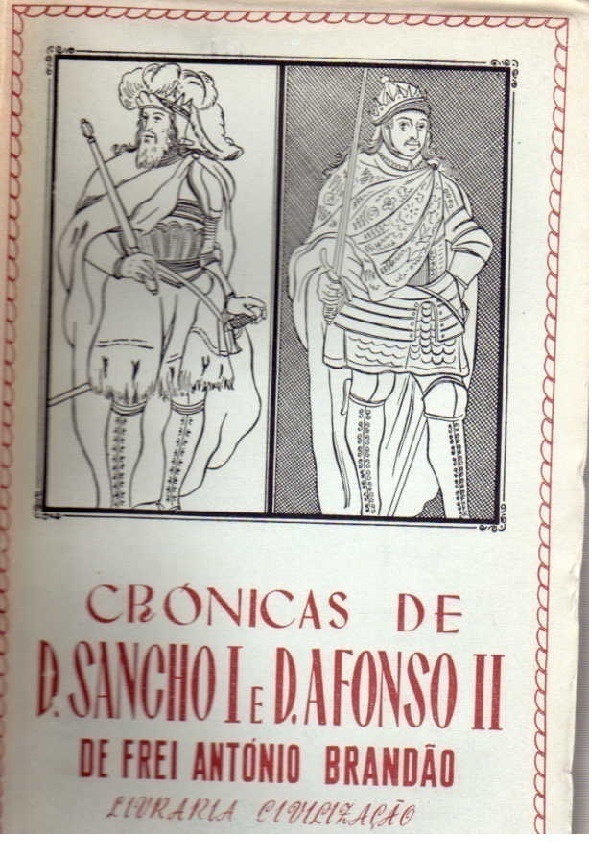 CRÓNICAS DE
D. SANCHO I E D. AFONSO II
DE FREI ANTÓNIO BRANDÃO
LIVRARIA CIVILIZAÇÃO